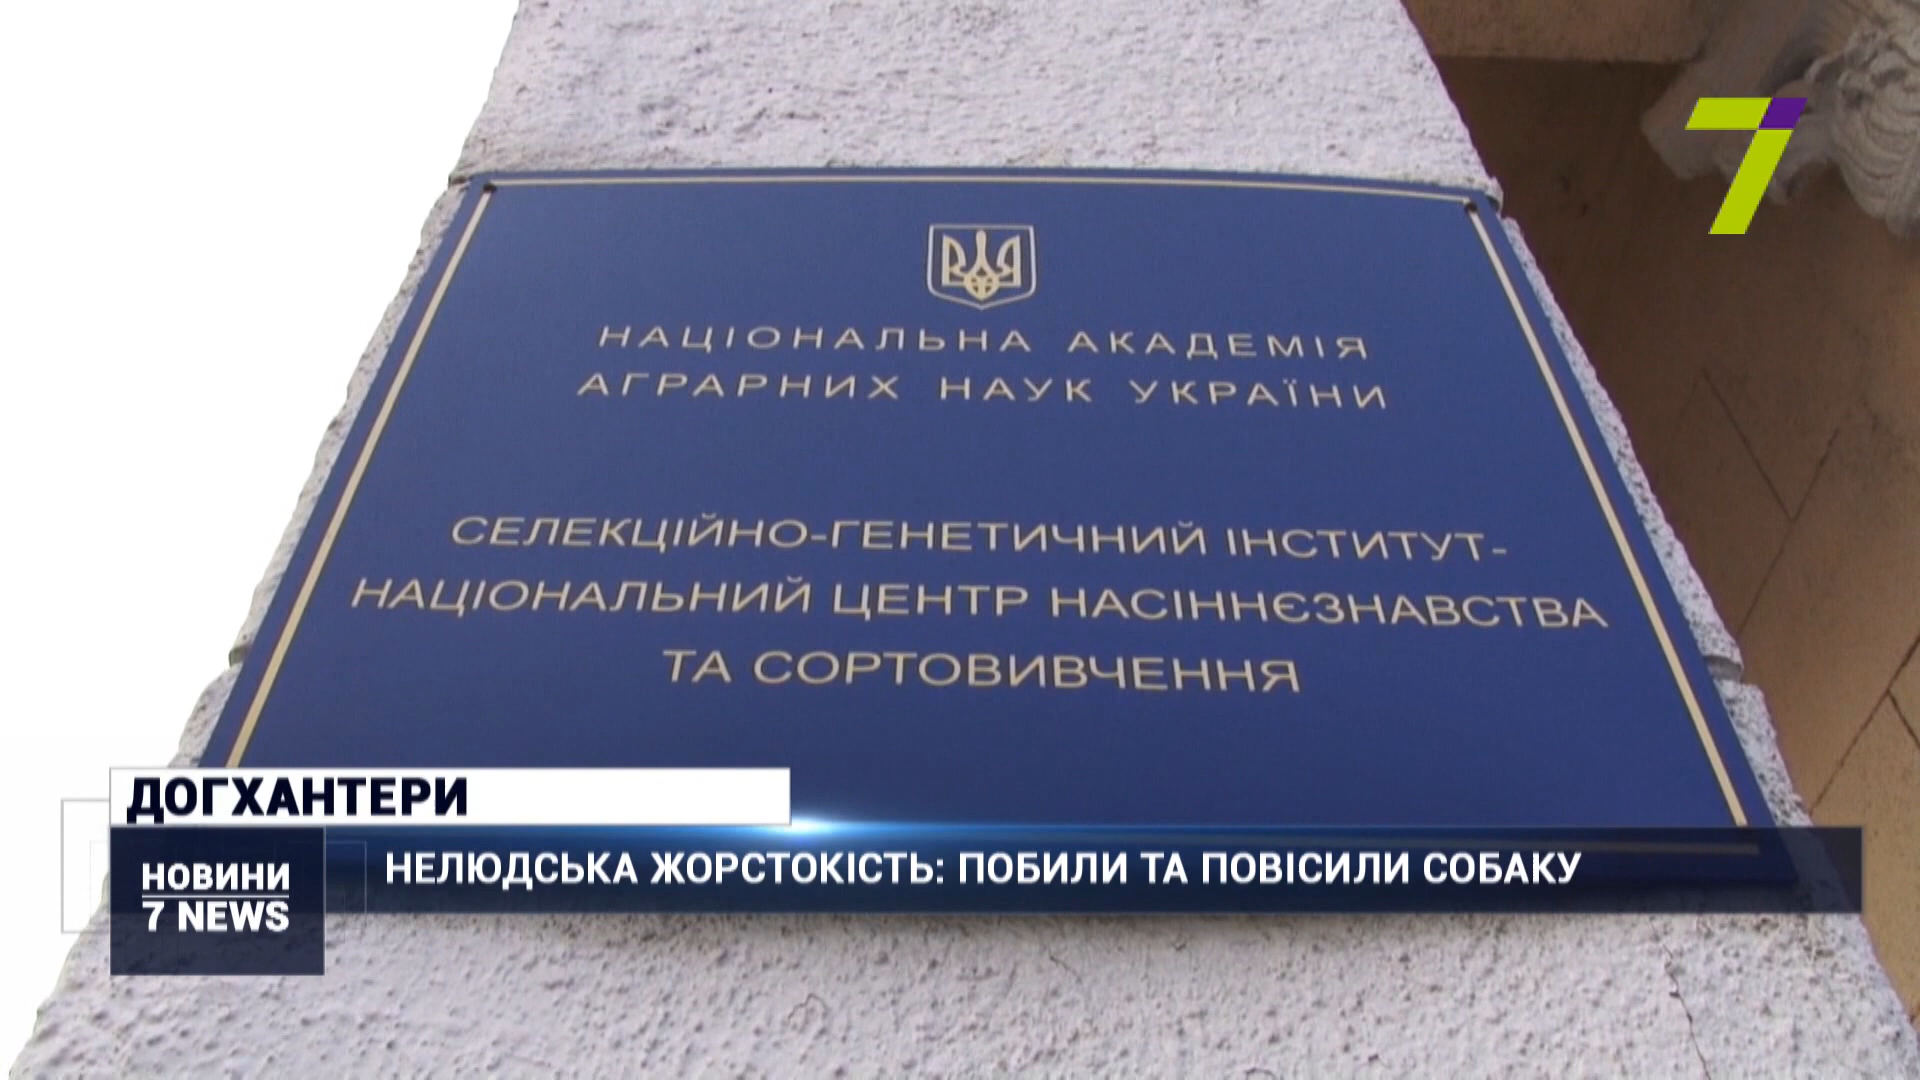 7
НАЦІОНАЛЬНА АКАДЕМІЯ
АГРАРНИХ НАУК УКРАЇНИ
СЕЛЕКЦІЙНО-ГЕНЕТИЧНИЙ ІНСТИТУТ-
НАЦІОНАЛЬНИЙ ЦЕНТР НАСІННЄЗНАВСТВА
ТА СОРТОВИВЧЕННЯ
ДОГХАНТЕРИ
НЕЛЮДСЬКА ЖОРСТОКІСТЬ: ПОБИЛИ ТА ПОВІСИЛИ СОБАКУ
НОВИНИ
7 NEWS